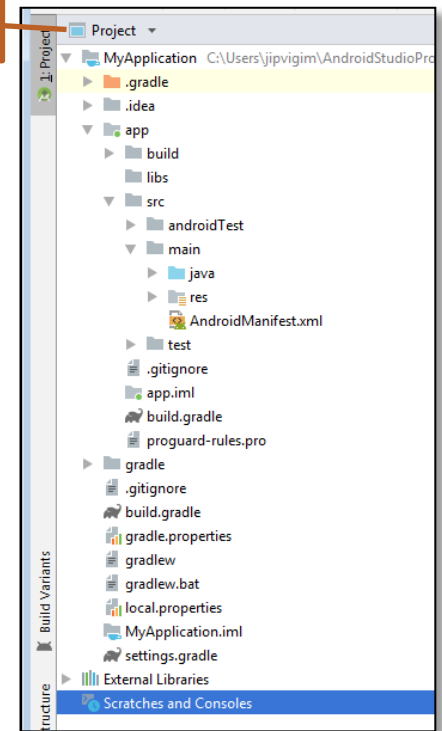 Project
1: Project
MyApplication C:\Users\jipvigim\AndroidStudioPro
.gradle
.idea
app
build
libs
src
androidTest
main
java
res
AndroidManifest.xml
test
.gitignore
app.iml
build.gradle
proguard-rules.pro
gradle
.gitignore
build.gradle
gradle.properties
gradlew
gradlew.bat
local.properties
MyApplication.iml
settings.gradle
External Libraries
Scratches and Consoles
Build Variants
tructure